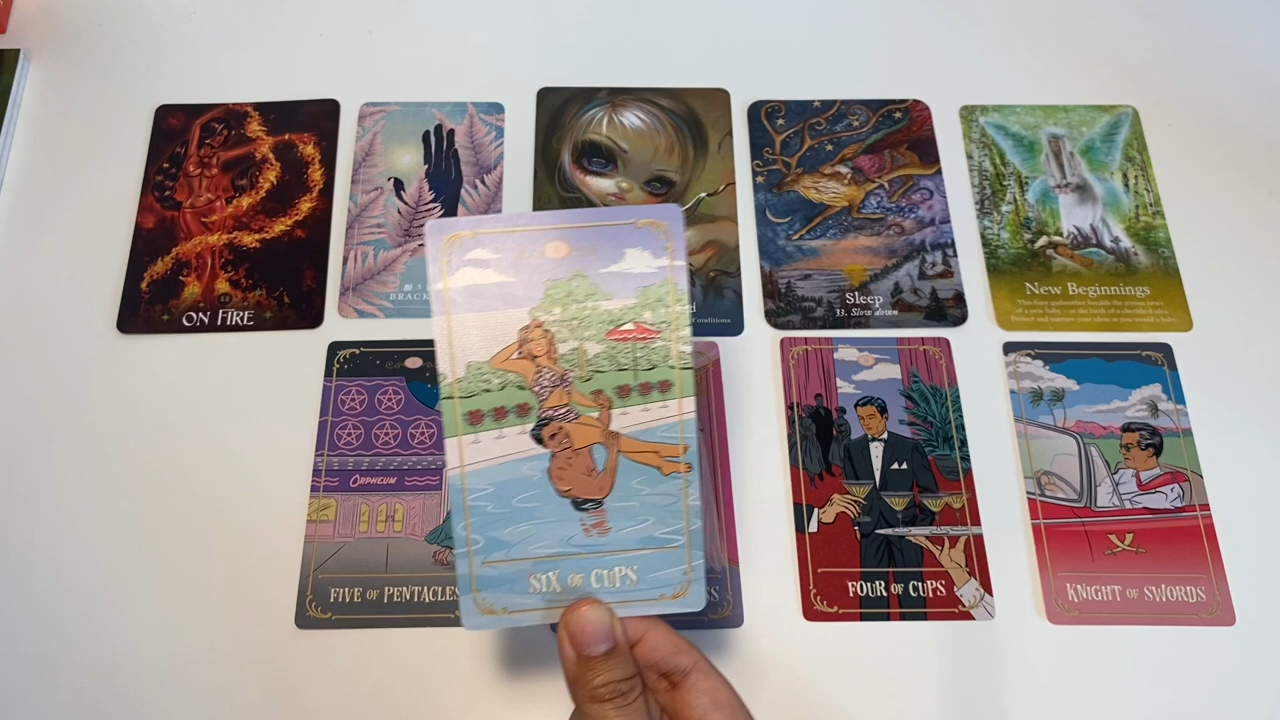 44
ON FIRE
BRACK
d
Conditions
Sleep
33. Slow down
New Beginnings
This fairy godmother heralds the joyous news
of a new baby – or the birth of a cherished idea.
Protect and nurture your ideas as you would a baby.
ORPHEUM
FIVE OF PENTACLES
SIX OF CUPS
SS
FOUR OF CUPS
KNIGHT OF SWORDS